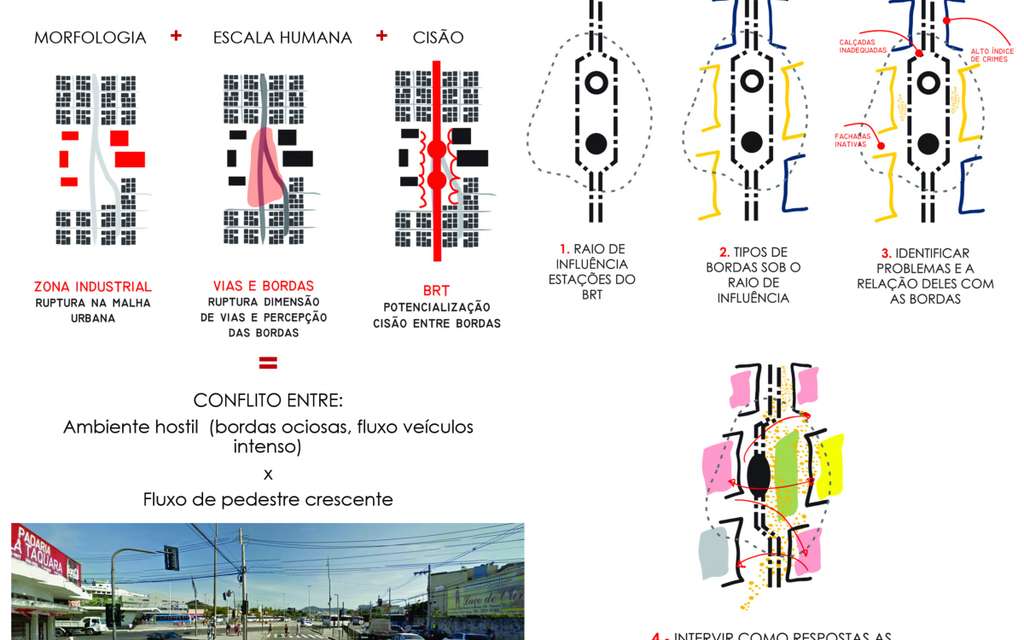 MORFOLOGIA + ESCALA HUMANA + CISÃO
ZONA INDUSTRIAL
RUPTURA NA MALHA
URBANA
VIAS E BORDAS
RUPTURA DIMENSÃO
DE VIAS E PERCEPÇÃO
DAS BORDAS
BRT
POTENCIALIZAÇÃO
CISÃO ENTRE BORDAS
=
CONFLITO ENTRE:
Ambiente hostil (bordas ociosas, fluxo veículos
intenso)
x
Fluxo de pedestre crescente
PADARIA
TAQUARA
CALÇADAS
INADEQUADAS
ALTO ÍNDICE
DE CRIMES
FACHADAS
INATIVAS
1. RAIO DE
INFLUÊNCIA
ESTAÇÕES DO
BRT
2. TIPOS DE
BORDAS SOB O
RAIO DE
INFLUÊNCIA
3. IDENTIFICAR
PROBLEMAS E A
RELAÇÃO DELES COM
AS BORDAS
4 - INTERVIR COMO RESPOSTAS AS